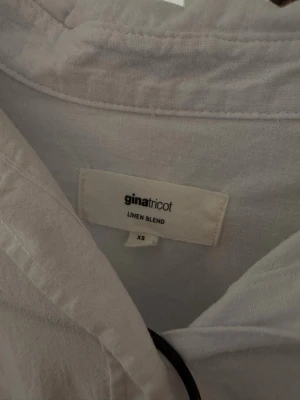 ginatricot
LINEN BLEND
XS